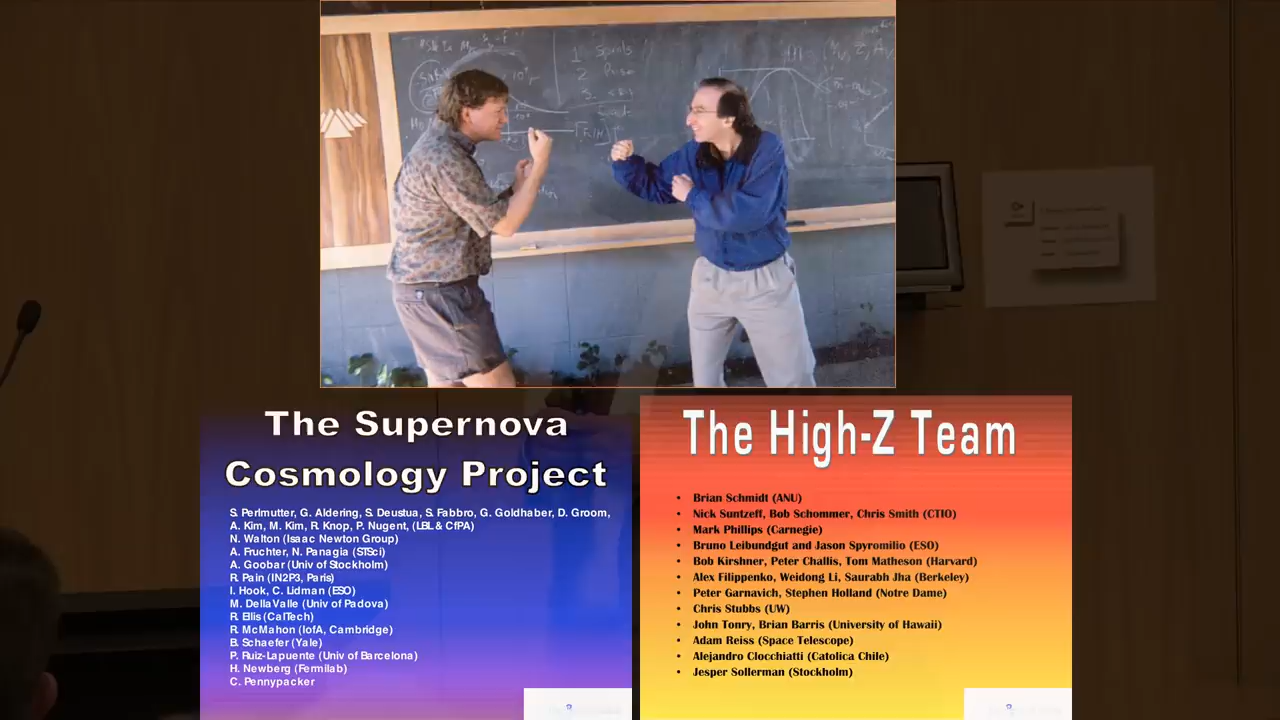 The Supernova
Cosmology Project
S. Perlmutter, G. Aldering, S. Deustua, S. Fabbro, G. Goldhaber, D. Groom,
A. Kim, M. Kim, R. Knop, P. Nugent, (LBL & CfPA)
N. Walton (Isaac Newton Group)
A. Fruchter, N. Panagia (STSci)
A. Goobar (Univ of Stockholm)
R. Pain (IN2P3, Paris)
I. Hook, C. Lidman (ESO)
M. DellaValle (Univ of Padova)
R. Ellis (CalTech)
R. McMahon (IofA, Cambridge)
B. Schaefer (Yale)
P. Ruiz-Lapuente (Univ of Barcelona)
H. Newberg (Fermilab)
C. Pennypacker
The High-Z Team
• Brian Schmidt (ANU)
• Nick Suntzeff, Bob Schommer, Chris Smith (CTIO)
• Mark Phillips (Carnegie)
• Bruno Leibundgut and Jason Spyromilio (ESO)
• Bob Kirshner, Peter Challis, Tom Matheson (Harvard)
• Alex Filippenko, Weidong Li, Saurabh Jha (Berkeley)
• Peter Garnavich, Stephen Holland (Notre Dame)
• Chris Stubbs (UW)
• John Tonry, Brian Barris (University of Hawaii)
• Adam Reiss (Space Telescope)
• Alejandro Clocchiatti (Catolica Chile)
• Jesper Sollerman (Stockholm)